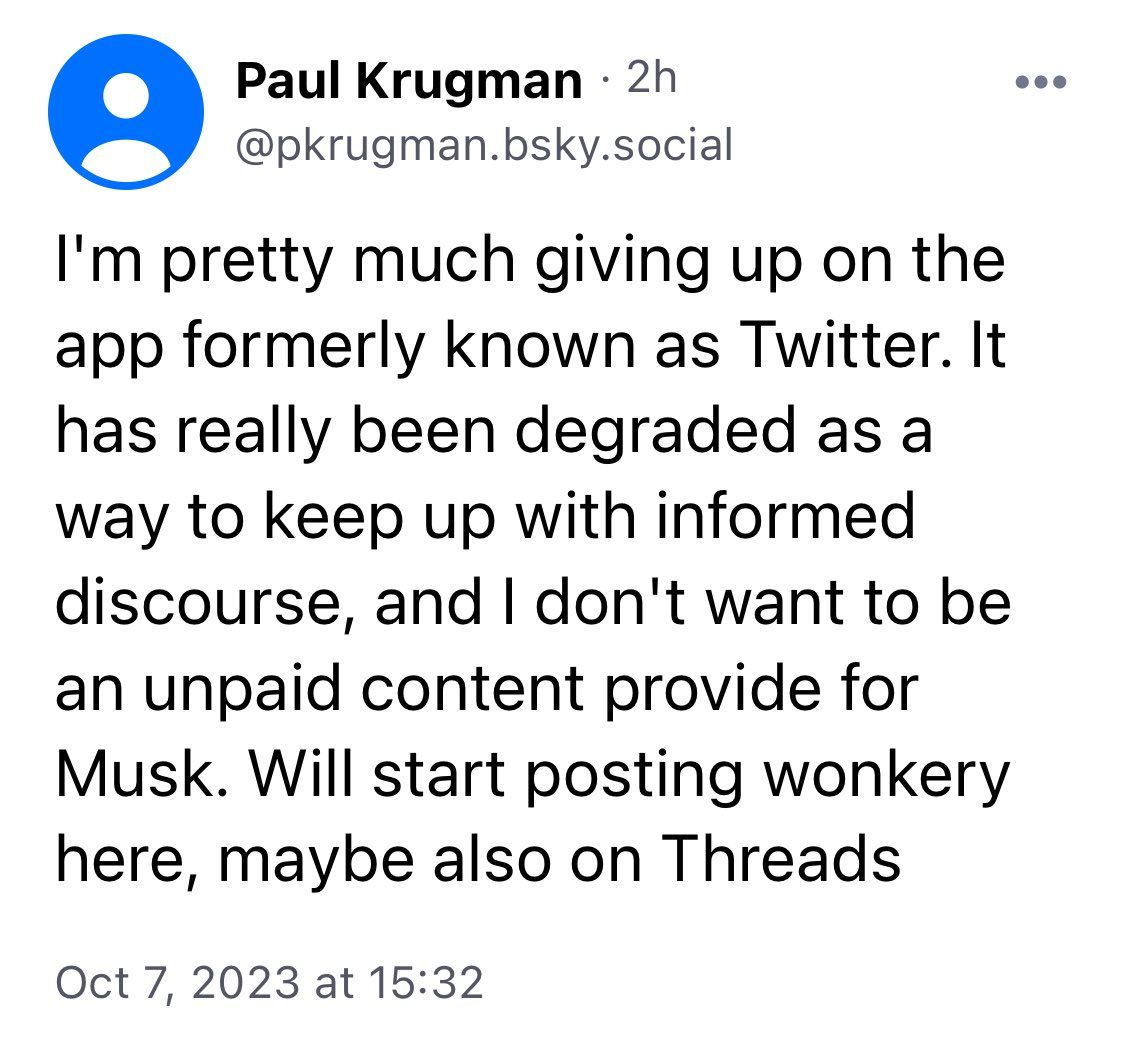 Paul Krugman · 2h
@pkrugman.bsky.social
I'm pretty much giving up on the
app formerly known as Twitter. It
has really been degraded as a
way to keep up with informed
discourse, and I don't want to be
an unpaid content provide for
Musk. Will start posting wonkery
here, maybe also on Threads
Oct 7, 2023 at 15:32